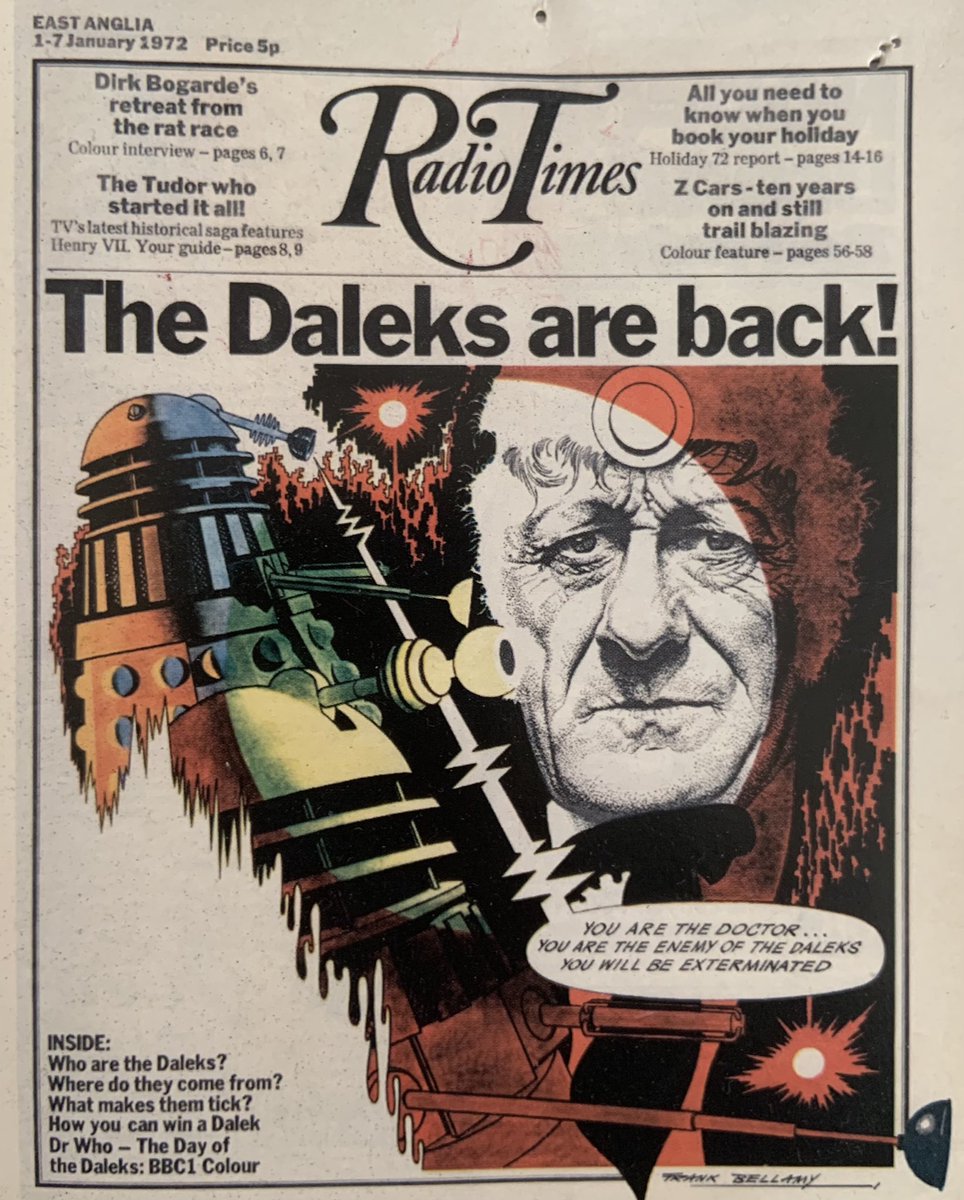 EAST ANGLIA
1-7 January 1972 Price 5p
Dirk Bogarde's
retreat from
the rat race
Colour interview – pages 6, 7
The Tudor who
started it all!
TV's latest historical saga features
Henry VII. Your guide – pages 8, 9
Radio Times
All you need to
know when you
book your holiday
Holiday 72 report – pages 14-16
Z Cars - ten years
on and still
trail blazing
Colour feature – pages 56-58
The Daleks are back!
YOU ARE THE DOCTOR...
YOU ARE THE ENEMY OF THE DALEKS
YOU WILL BE EXTERMINATED
INSIDE:
Who are the Daleks?
Where do they come from?
What makes them tick?
How you can win a Dalek
Dr Who – The Day of
the Daleks: BBC1 Colour
FRANK BELLAMY